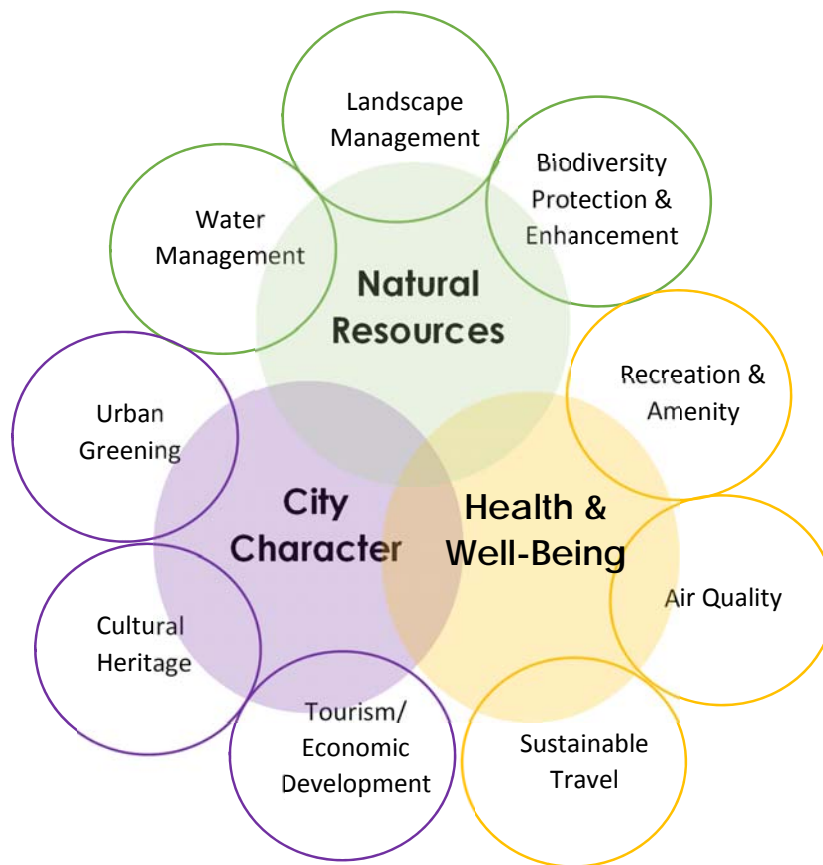 Landscape
Management
Biodiversity
Protection &
Enhancement
Water
Management
Natural
Resources
Recreation &
Amenity
Urban
Greening
City
Character
Health &
Well-Being
Air Quality
Cultural
Heritage
Tourism/
Economic
Development
Sustainable
Travel